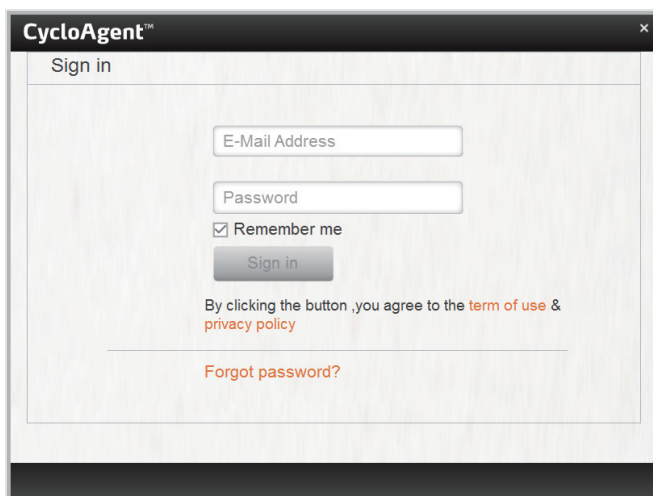 CycloAgent™
×
Sign in
E-Mail Address
Password
Remember me
Sign in
By clicking the button ,you agree to the term of use &
privacy policy
Forgot password?